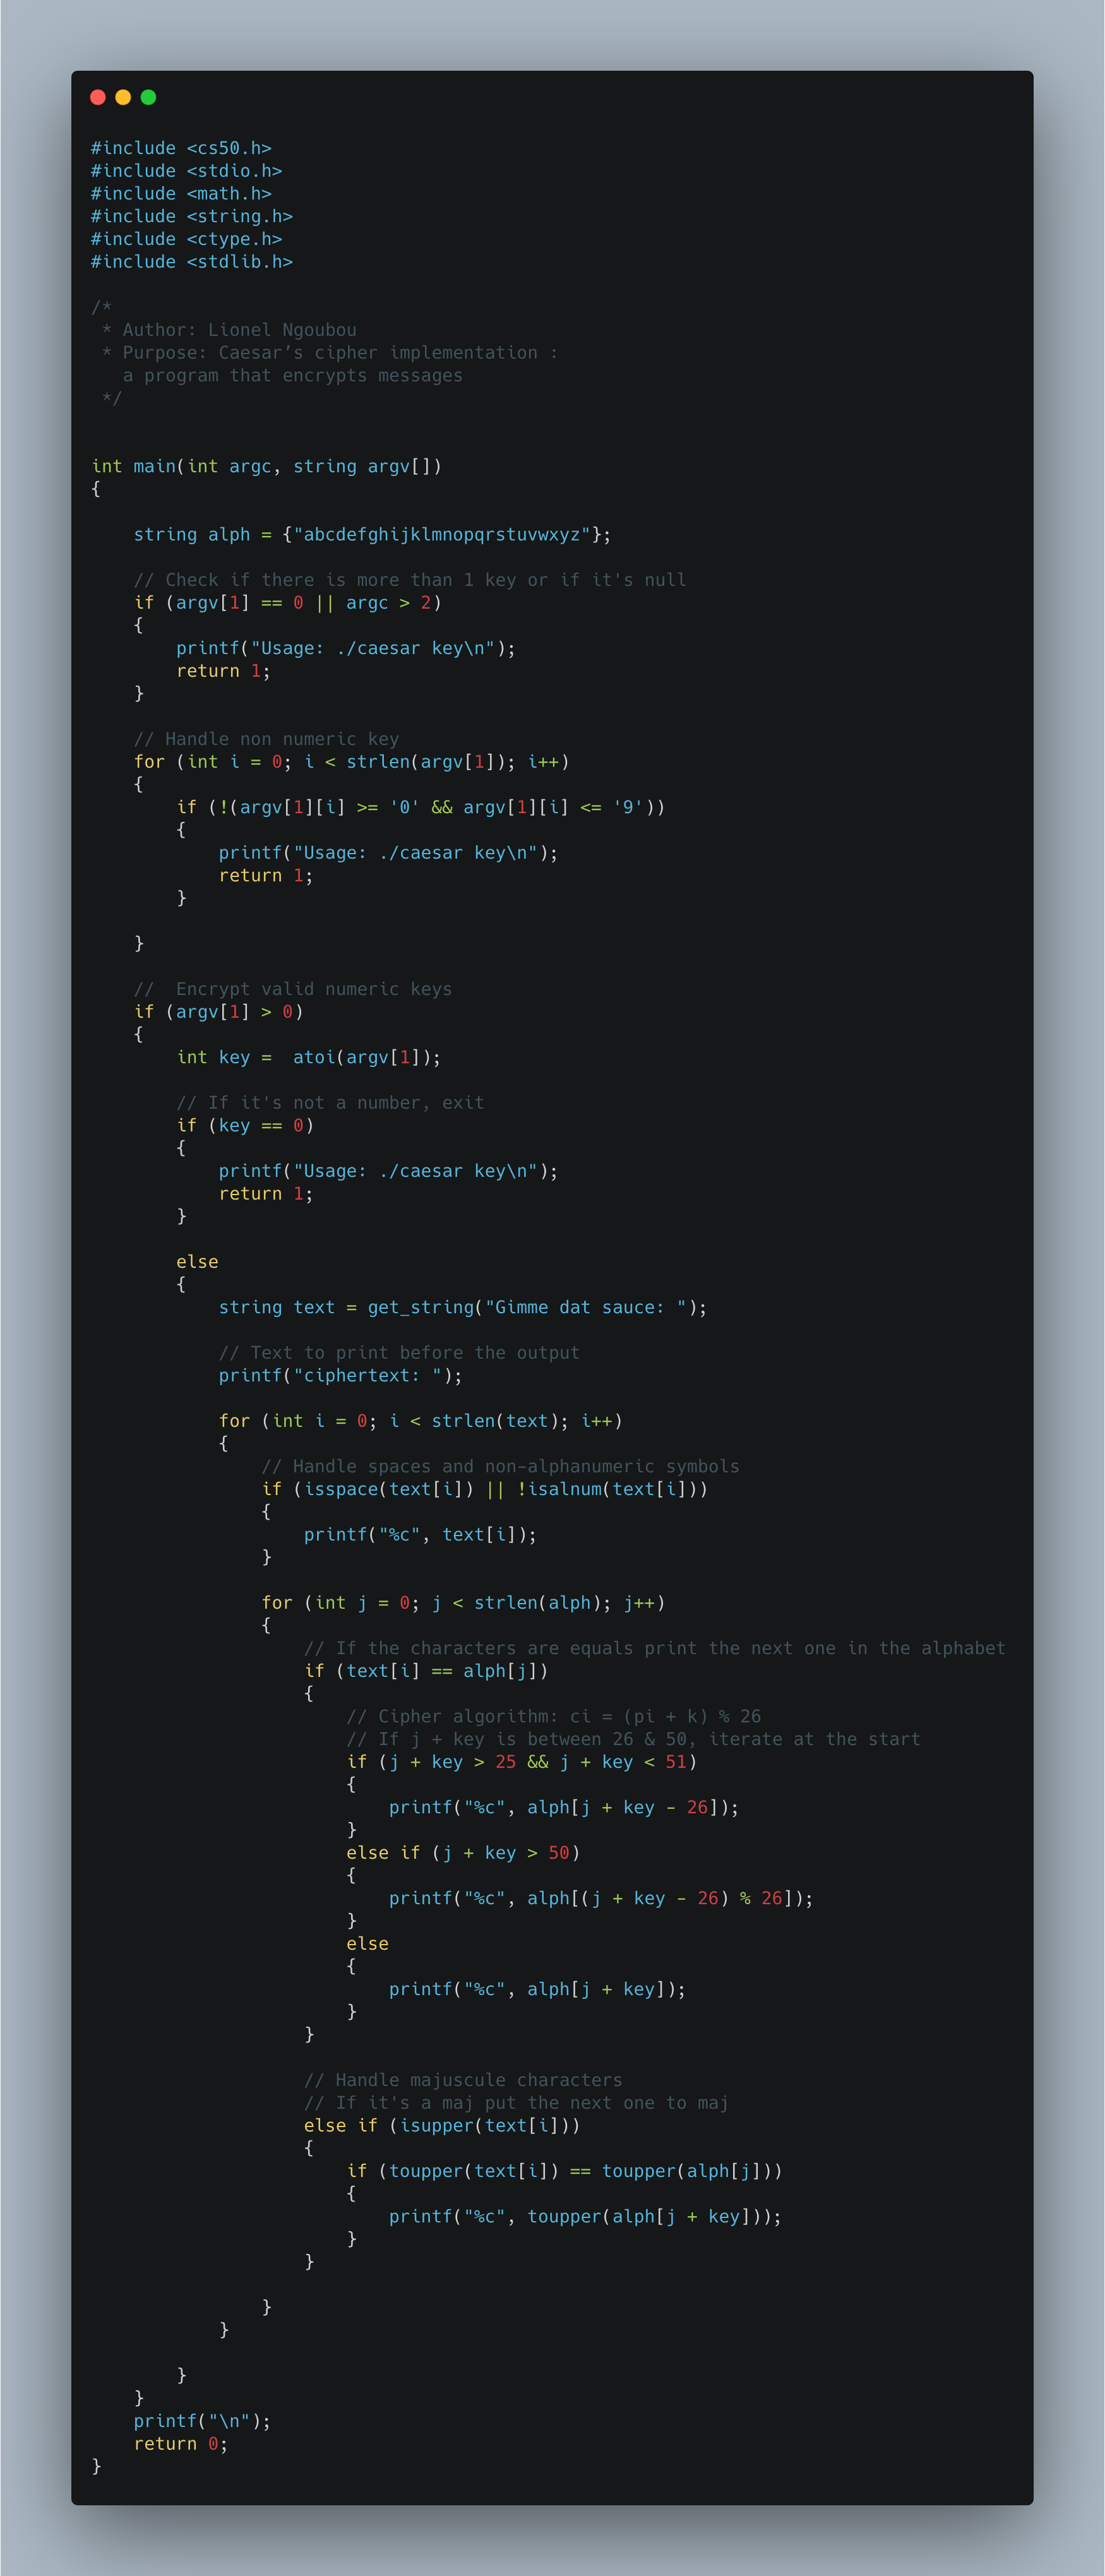 #include <cs50.h>
#include <stdio.h>
#include <math.h>
#include <string.h>
#include <ctype.h>
#include <stdlib.h>

/*
 * Author: Lionel Ngoubou
 * Purpose: Caesar’s cipher implementation :
   a program that encrypts messages
 */


int main(int argc, string argv[])
{

    string alph = {"abcdefghijklmnopqrstuvwxyz"};

    // Check if there is more than 1 key or if it's null
    if (argv[1] == 0 || argc > 2)
    {
        printf("Usage: ./caesar key\n");
        return 1;
    }

    // Handle non numeric key
    for (int i = 0; i < strlen(argv[1]); i++)
    {
        if (!(argv[1][i] >= '0' && argv[1][i] <= '9'))
        {
            printf("Usage: ./caesar key\n");
            return 1;
        }

    }

    //  Encrypt valid numeric keys
    if (argv[1] > 0)
    {
        int key =  atoi(argv[1]);

        // If it's not a number, exit
        if (key == 0)
        {
            printf("Usage: ./caesar key\n");
            return 1;
        }

        else
        {
            string text = get_string("Gimme dat sauce: ");

            // Text to print before the output
            printf("ciphertext: ");

            for (int i = 0; i < strlen(text); i++)
            {
                // Handle spaces and non-alphanumeric symbols
                if (isspace(text[i]) || !isalnum(text[i]))
                {
                    printf("%c", text[i]);
                }

                for (int j = 0; j < strlen(alph); j++)
                {
                    // If the characters are equals print the next one in the alphabet
                    if (text[i] == alph[j])
                    {
                        // Cipher algorithm: ci = (pi + k) % 26
                        // If j + key is between 26 & 50, iterate at the start
                        if (j + key > 25 && j + key < 51)
                        {
                            printf("%c", alph[j + key - 26]);
                        }
                        else if (j + key > 50)
                        {
                            printf("%c", alph[(j + key - 26) % 26]);
                        }
                        else
                        {
                            printf("%c", alph[j + key]);
                        }
                    }

                    // Handle majuscule characters
                    // If it's a maj put the next one to maj
                    else if (isupper(text[i]))
                    {
                        if (toupper(text[i]) == toupper(alph[j]))
                        {
                            printf("%c", toupper(alph[j + key]));
                        }
                    }

                }
            }

        }
    }
    printf("\n");
    return 0;
}